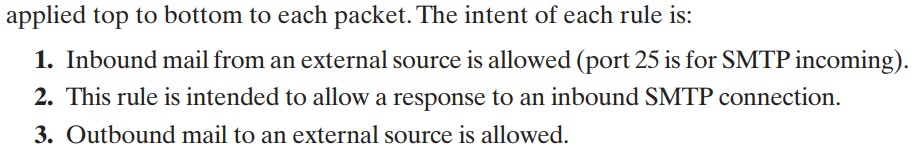 applied top to bottom to each packet. The intent of each rule is:
1. Inbound mail from an external source is allowed (port 25 is for SMTP incoming).
2. This rule is intended to allow a response to an inbound SMTP connection.
3. Outbound mail to an external source is allowed.